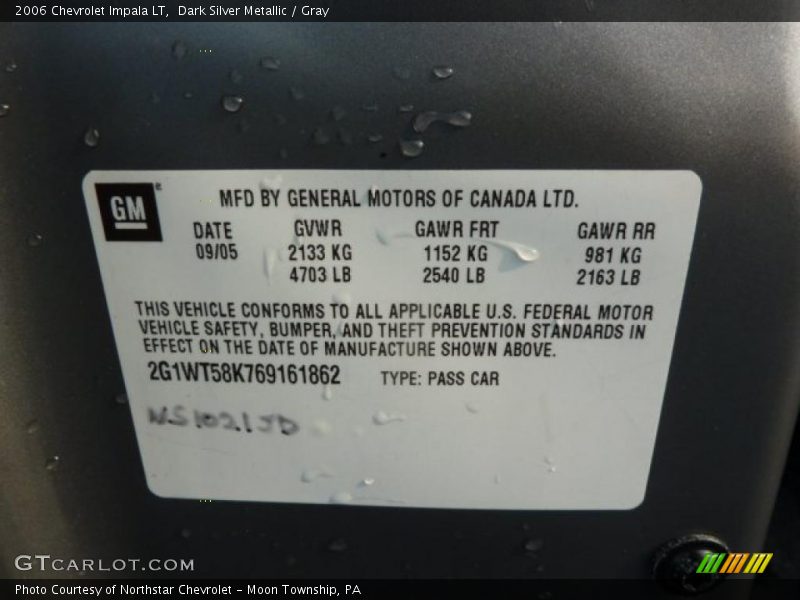 2006 Chevrolet Impala LT,  Dark Silver Metallic / Gray
GM
MFD BY GENERAL MOTORS OF CANADA LTD.
DATE GVWR GAWR FRT GAWR RR
09/05 2133 KG 1152 KG 981 KG
4703 LB 2540 LB 2163 LB
THIS VEHICLE CONFORMS TO ALL APPLICABLE U.S. FEDERAL MOTOR
VEHICLE SAFETY, BUMPER, AND THEFT PREVENTION STANDARDS IN
EFFECT ON THE DATE OF MANUFACTURE SHOWN ABOVE.
2G1WT58K769161862 TYPE: PASS CAR
GTCARLOT.COM
Photo Courtesy of Northstar Chevrolet - Moon Township, PA